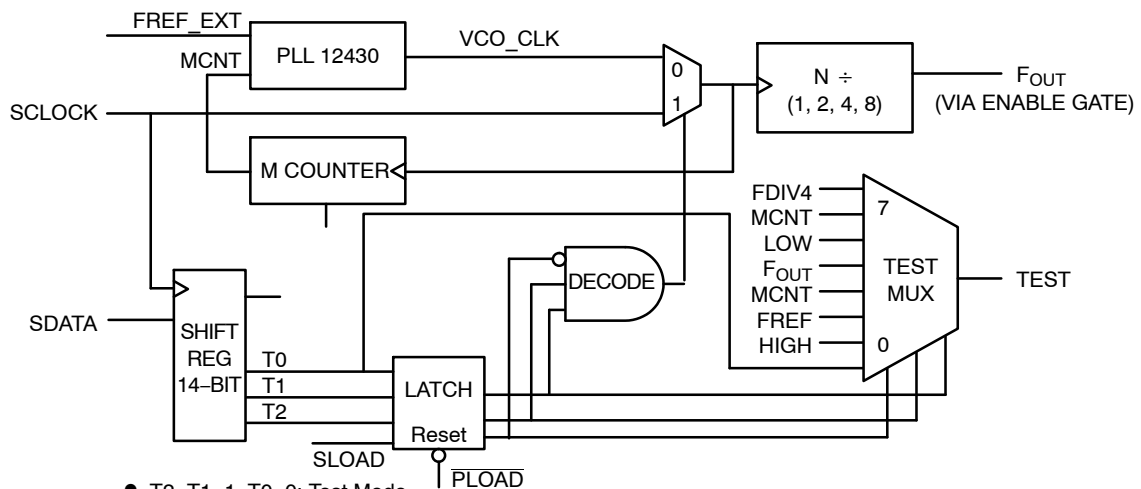 FREF_EXT
MCNT
PLL 12430
VCO_CLK
0
1
N ÷
(1, 2, 4, 8)
FOUT
(VIA ENABLE GATE)
SCLOCK
M COUNTER
FDIV4
MCNT
LOW
FOUT
MCNT
FREF
HIGH
7
0
TEST
MUX
TEST
DECODE
SDATA
SHIFT
REG
14−BIT
T0
T1
T2
LATCH
Reset
SLOAD
PLOAD